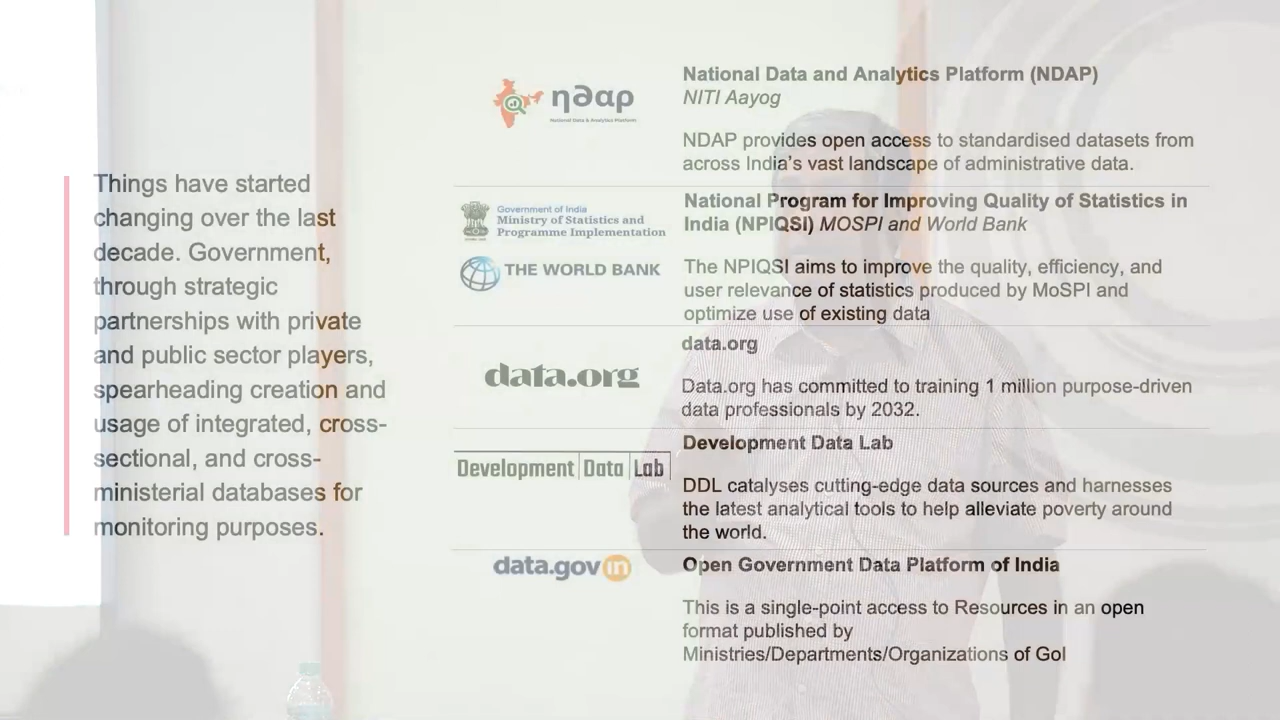 Things have started
changing over the last
decade. Government,
through strategic
partnerships with private
and public sector players,
spearheading creation and
usage of integrated, cross-
sectional, and cross-
ministerial databases for
monitoring purposes.
ηδαρ
National Data & Analytics Platform
National Data and Analytics Platform (NDAP)
NITI Aayog
NDAP provides open access to standardised datasets from
across India's vast landscape of administrative data.
Government of India
Ministry of Statistics and
Programme Implementation
THE WORLD BANK
National Program for Improving Quality of Statistics in
India (NPIQSI) MOSPI and World Bank
The NPIQSI aims to improve the quality, efficiency, and
user relevance of statistics produced by MoSPI and
optimize use of existing data
data.org
data.org
Data.org has committed to training 1 million purpose-driven
data professionals by 2032.
Development Data Lab
Development Data Lab
DDL catalyses cutting-edge data sources and harnesses
the latest analytical tools to help alleviate poverty around
the world.
data.gov in
Open Government Data Platform of India
This is a single-point access to Resources in an open
format published by
Ministries/Departments/Organizations of GoI